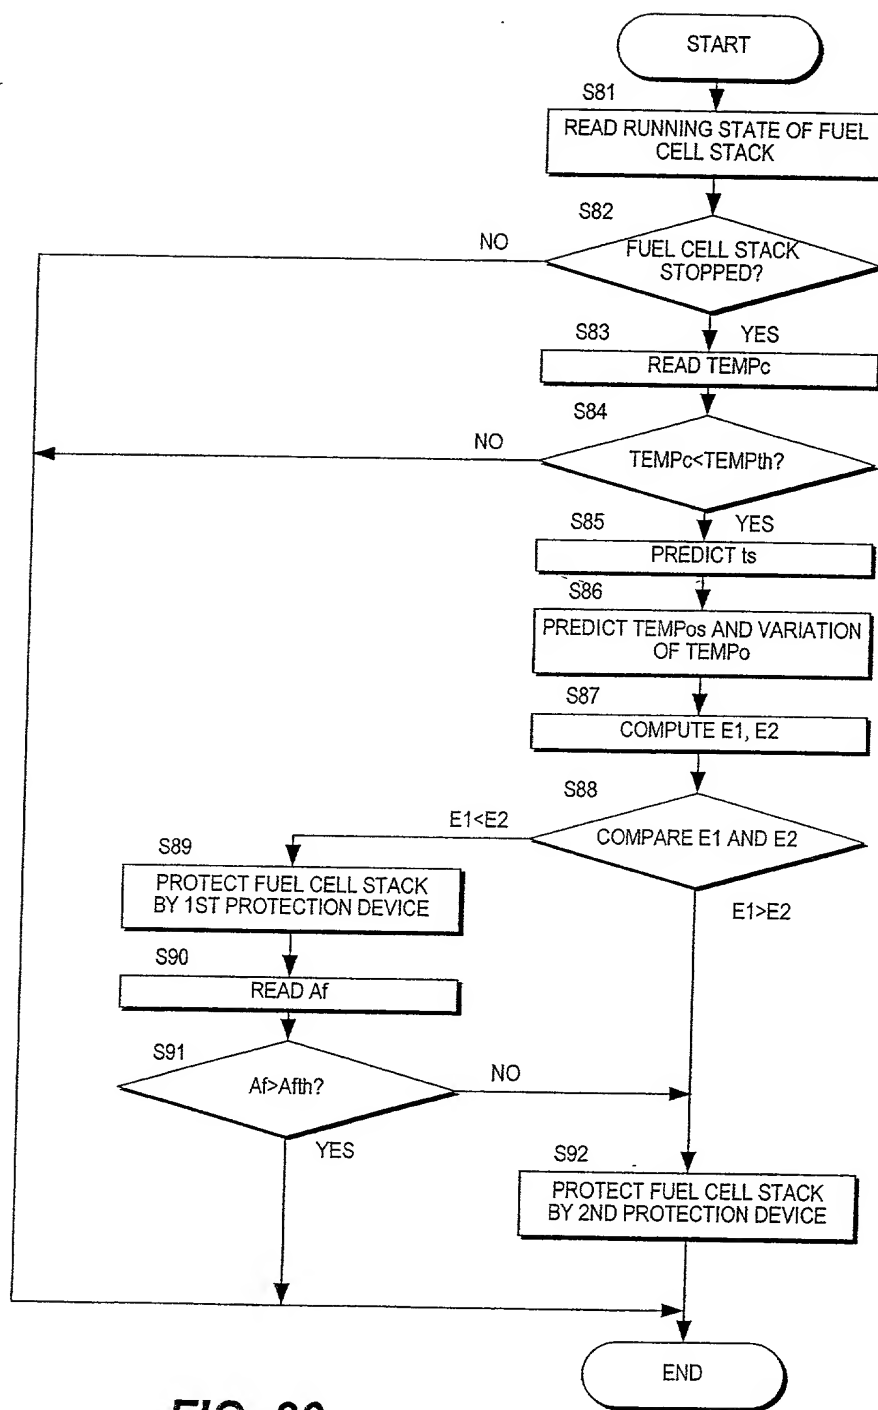 START
S81
READ RUNNING STATE OF FUEL
CELL STACK
S82
NO
FUEL CELL STACK
STOPPED?
S83
YES
READ TEMPc
S84
NO
TEMPc<TEMPth?
S85
YES
PREDICT ts
S86
PREDICT TEMPos AND VARIATION
OF TEMPo
S87
COMPUTE E1, E2
S88
E1<E2
COMPARE E1 AND E2
S89
PROTECT FUEL CELL STACK
BY 1ST PROTECTION DEVICE
E1>E2
S90
READ Af
S91
Af>Afth?
NO
YES
S92
PROTECT FUEL CELL STACK
BY 2ND PROTECTION DEVICE
END